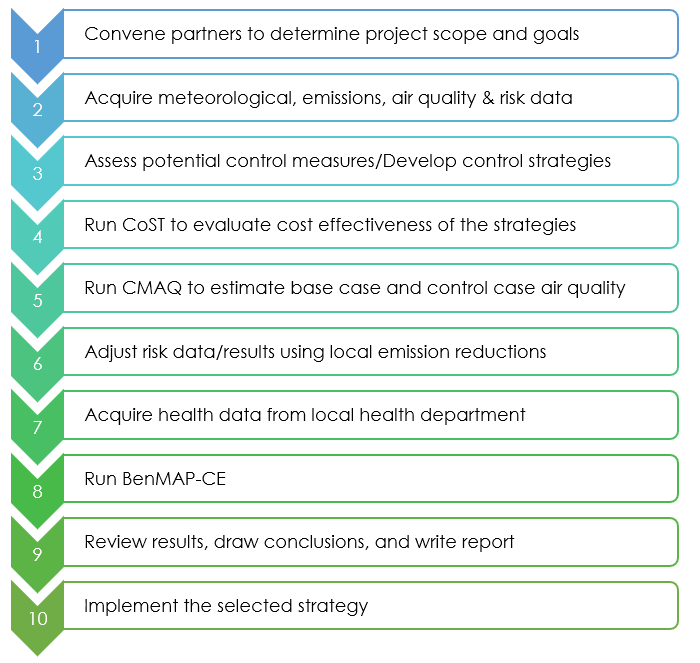 1 Convene partners to determine project scope and goals
2 Acquire meteorological, emissions, air quality & risk data
3 Assess potential control measures/Develop control strategies
4 Run CoST to evaluate cost effectiveness of the strategies
5 Run CMAQ to estimate base case and control case air quality
6 Adjust risk data/results using local emission reductions
7 Acquire health data from local health department
8 Run BenMAP-CE
9 Review results, draw conclusions, and write report
10 Implement the selected strategy